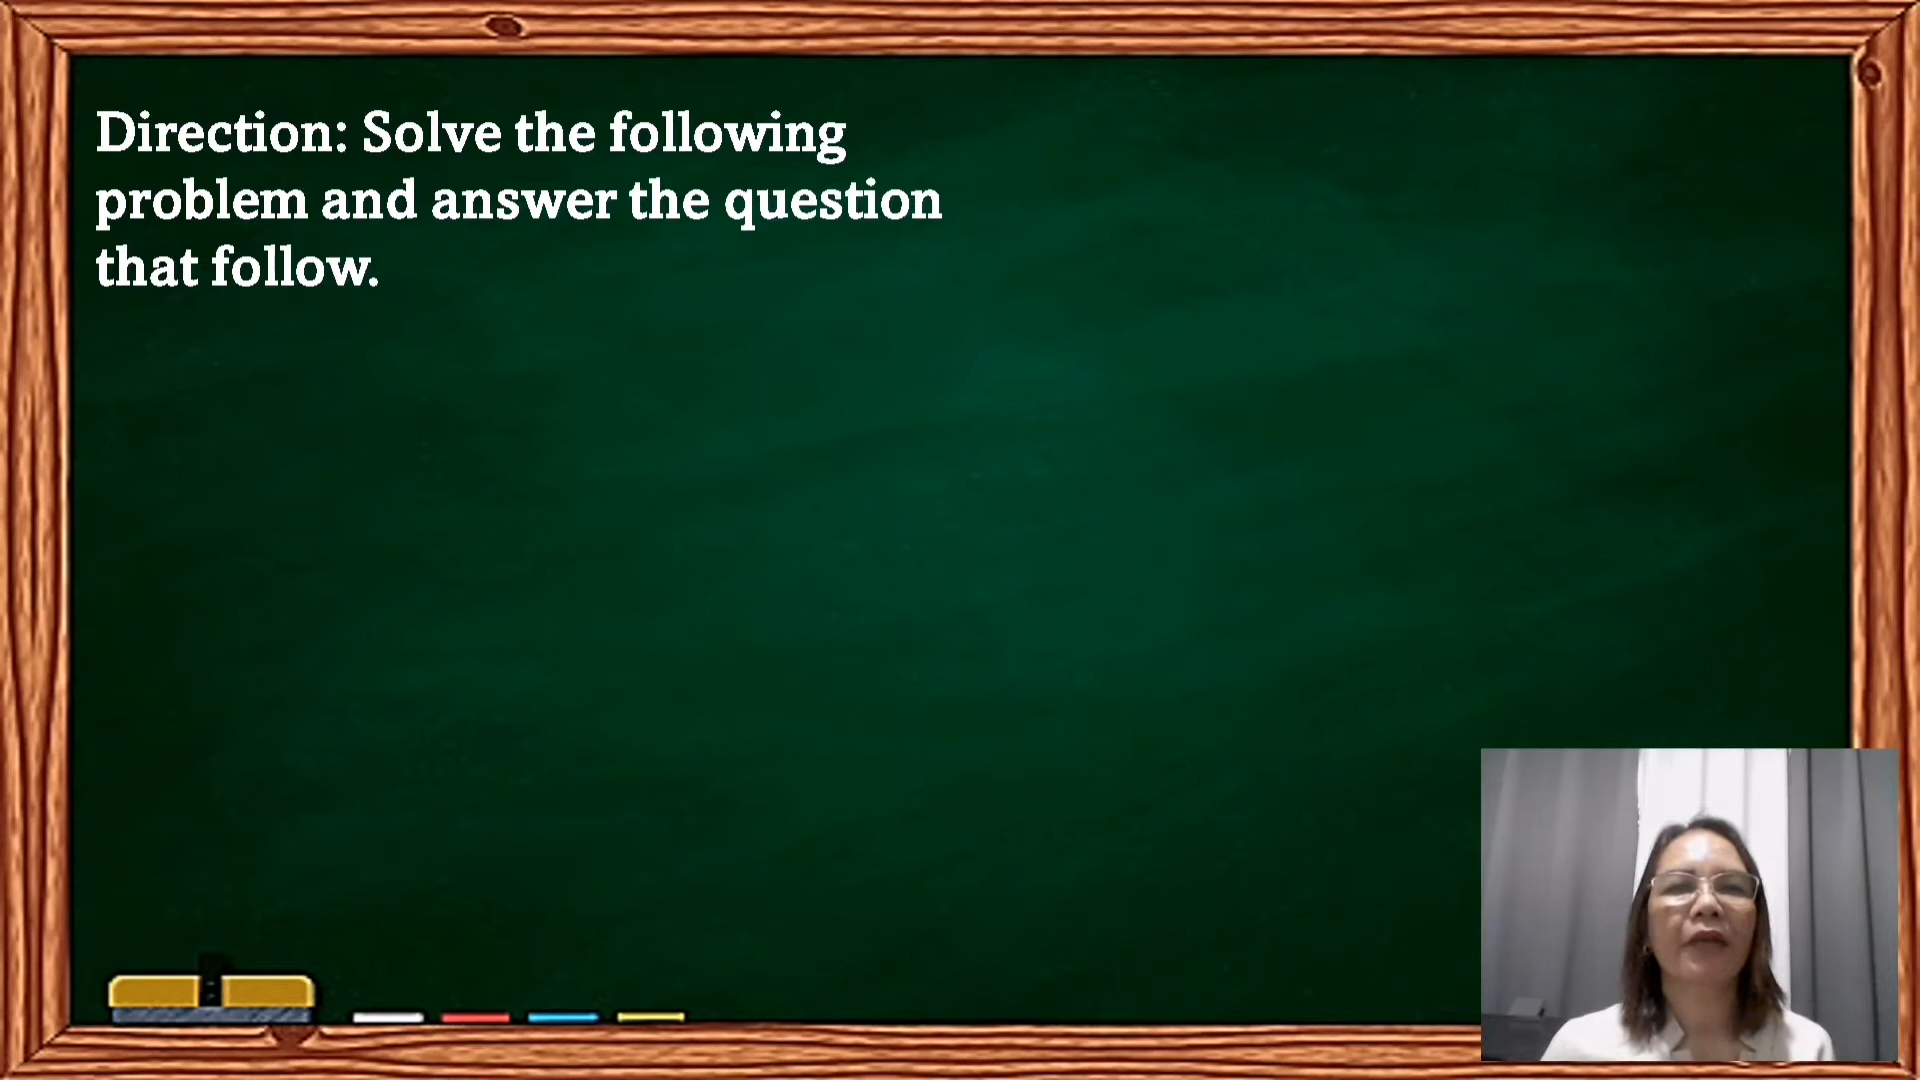 Direction: Solve the following
problem and answer the question
that follow.